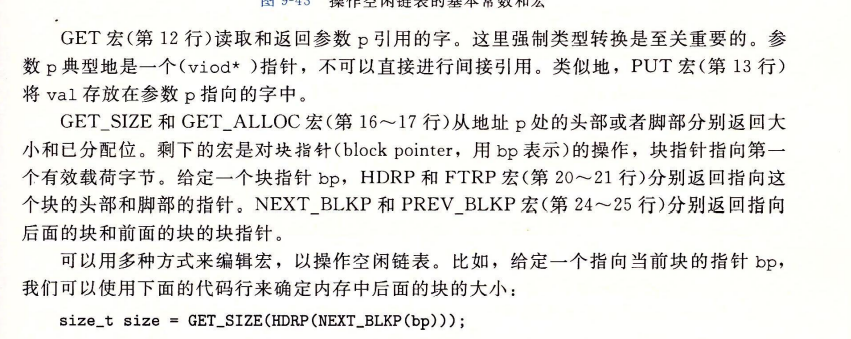 图 9-43 操作空闲链表的基本常数和宏
GET 宏(第 12 行)读取和返回参数 p 引用的字。这里强制类型转换是至关重要的。参
数 p 典型地是一个(viod* )指针，不可以直接进行间接引用。类似地，PUT 宏(第 13 行)
将 val 存放在参数 p 指向的字中。
GET_SIZE 和 GET_ALLOC 宏(第 16～17 行)从地址 p 处的头部或者脚部分别返回大
小和已分配位。剩下的宏是对块指针(block pointer，用 bp 表示)的操作，块指针指向第一
个有效载荷字节。给定一个块指针 bp，HDRP 和 FTRP 宏(第 20～21 行)分别返回指向这
个块的头部和脚部的指针。NEXT_BLKP 和 PREV_BLKP 宏(第 24～25 行)分别返回指向
后面的块和前面的块的块指针。
可以用多种方式来编辑宏，以操作空闲链表。比如，给定一个指向当前块的指针 bp，
我们可以使用下面的代码行来确定内存中后面的块的大小：
size_t size = GET_SIZE(HDRP(NEXT_BLKP(bp)));